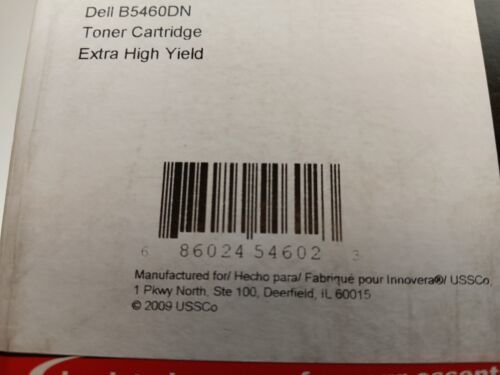 Dell B5460DN
Toner Cartridge
Extra High Yield
6 86024 54602 3
Manufactured for/ Hecho para/ Fabriqué pour Innovera®/ USSCo,
1 Pkwy North, Ste 100, Deerfield, IL 60015
© 2009 USSCo